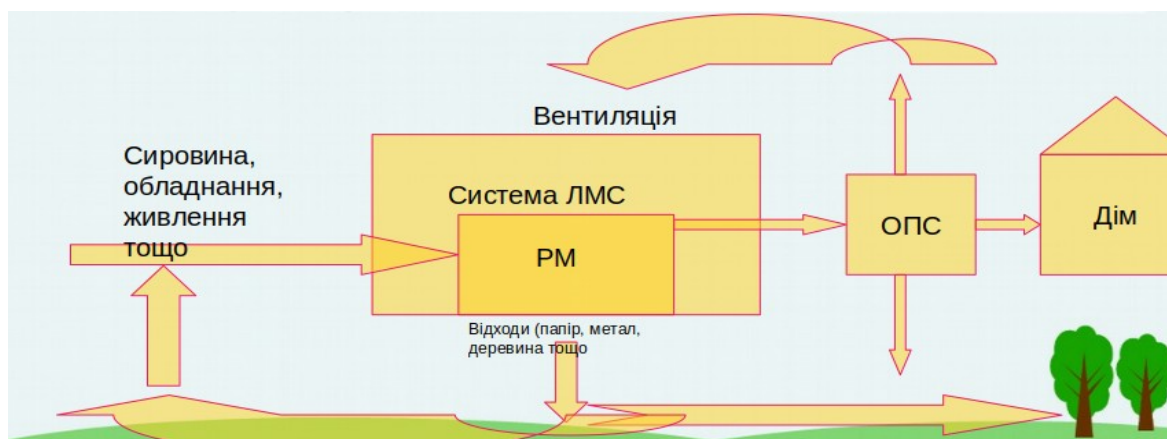 Вентиляція
Сировина,
обладнання,
живлення
тощо
Система ЛМС
РМ
ОПС
Дім
Відходи (папір, метал,
деревина тощо